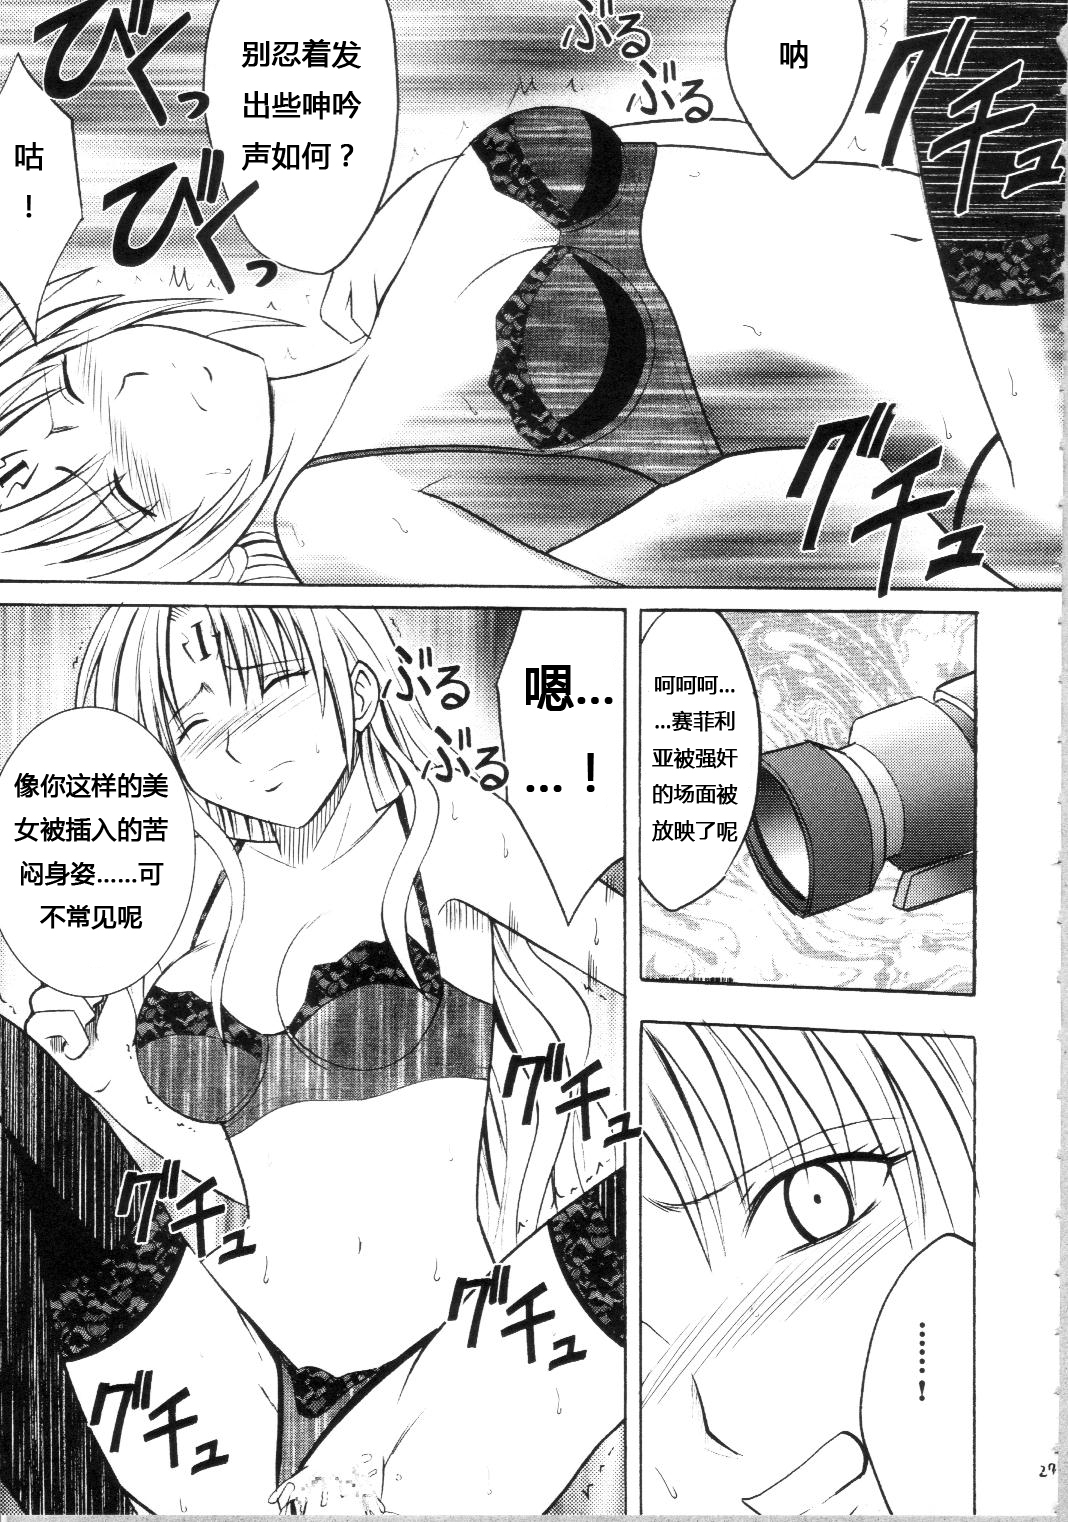 呐
グチュ
ぶる
ぶる
别忍着发
出些呻吟
声如何？
びくっ
びくっ
咕
！
グチュ
呵呵呵…
…赛菲利
亚被强奸
的场面被
放映了呢
……！
嗯…
…！
ぶる
ぶる
I
像你这样的美
女被插入的苦
闷身姿……可
不常见呢
グチュ
グチュ
グチュ
グチュ
27